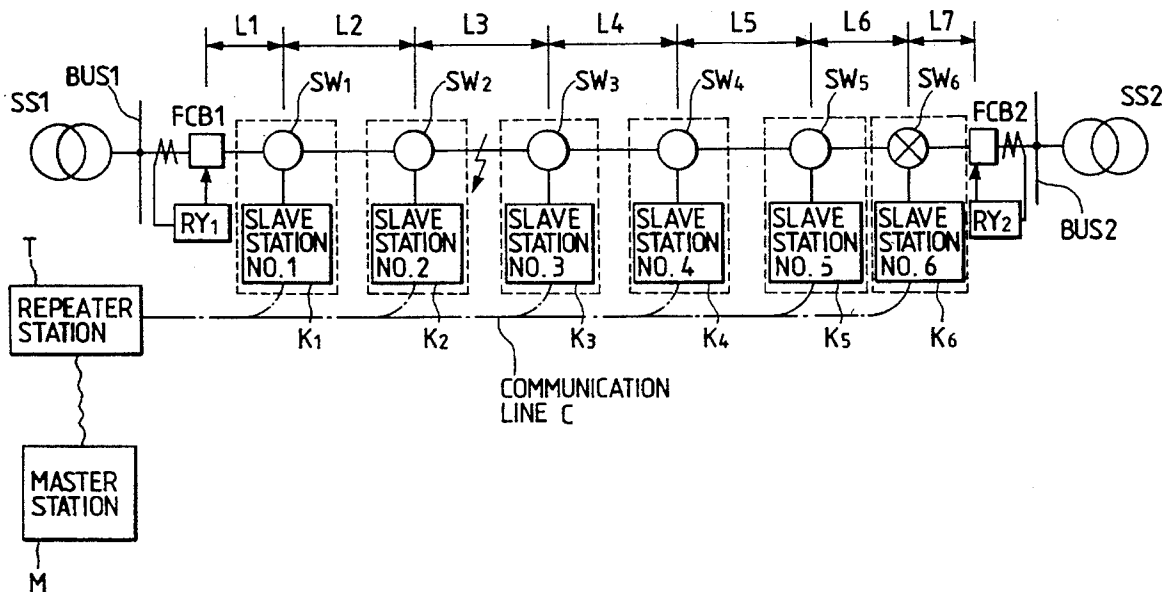 L1 L2 L3 L4 L5 L6 L7
BUS1 SW1 SW2 SW3 SW4 SW5 SW6
SS1 FCB1 FCB2 SS2
RY1 RY2
BUS2
SLAVE
STATION
NO.1
SLAVE
STATION
NO.2
SLAVE
STATION
NO.3
SLAVE
STATION
NO.4
SLAVE
STATION
NO.5
SLAVE
STATION
NO.6
T
REPEATER
STATION
K1 K2 K3 K4 K5 K6
COMMUNICATION
LINE C
MASTER
STATION
M